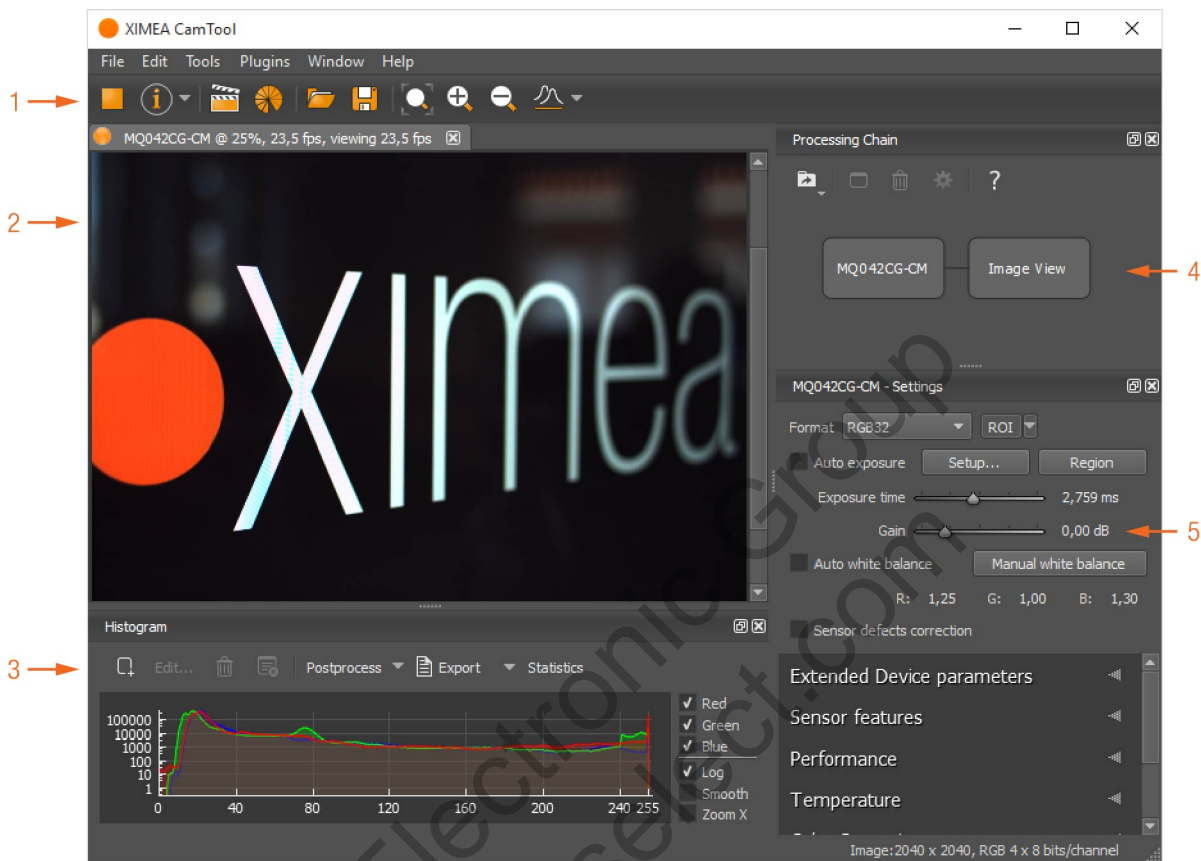 XIMEA CamTool
File Edit Tools Plugins Window Help
1
MQ042CG-CM @ 25%, 23,5 fps, viewing 23,5 fps
2
XImea
Processing Chain
?
MQ042CG-CM
Image View
4
MQ042CG-CM - Settings
Format RGB32 ROI
Auto exposure Setup... Region
Exposure time 2,759 ms
Gain 0,00 dB
5
Auto white balance Manual white balance
R: 1,25 G: 1,00 B: 1,30
Sensor defects correction
Extended Device parameters
Sensor features
Performance
Temperature
Histogram
3
Edit... Postprocess Export Statistics
100000
10000
1000
100
10
1
0 40 80 120 160 200 240 255
Red
Green
Blue
Log
Smooth
Zoom X
Image:2040 x 2040, RGB 4 x 8 bits/channel
Electronic Group
select.com